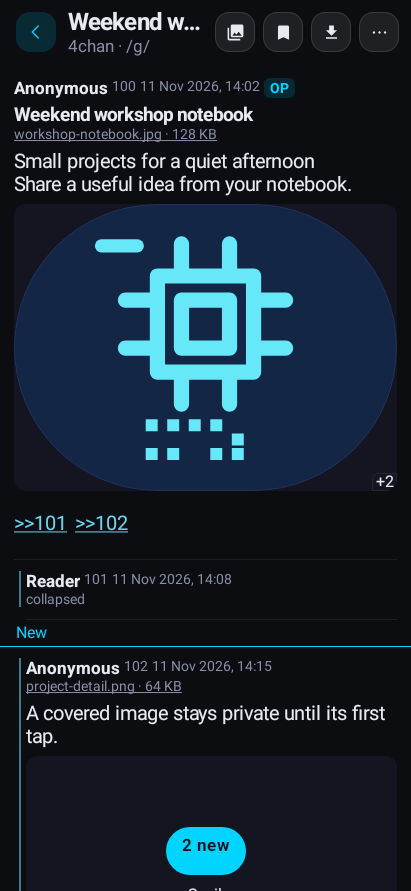 Weekend w...
4chan · /g/
Anonymous 100 11 Nov 2026, 14:02 OP
Weekend workshop notebook
workshop-notebook.jpg · 128 KB
Small projects for a quiet afternoon
Share a useful idea from your notebook.
+2
>>101 >>102
Reader 101 11 Nov 2026, 14:08
collapsed
New
Anonymous 102 11 Nov 2026, 14:15
project-detail.png · 64 KB
A covered image stays private until its first
tap.
2 new